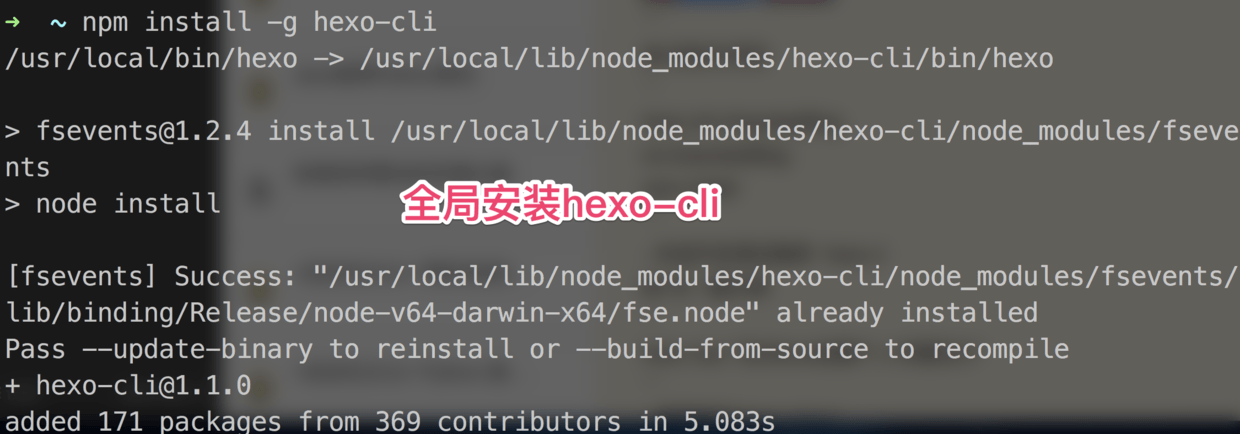 → ~ npm install -g hexo-cli
/usr/local/bin/hexo -> /usr/local/lib/node_modules/hexo-cli/bin/hexo
> fsevents@1.2.4 install /usr/local/lib/node_modules/hexo-cli/node_modules/fseve
nts
> node install
全局安装hexo-cli
[fsevents] Success: "/usr/local/lib/node_modules/hexo-cli/node_modules/fsevents/
lib/binding/Release/node-v64-darwin-x64/fse.node" already installed
Pass --update-binary to reinstall or --build-from-source to recompile
+ hexo-cli@1.1.0
added 171 packages from 369 contributors in 5.083s